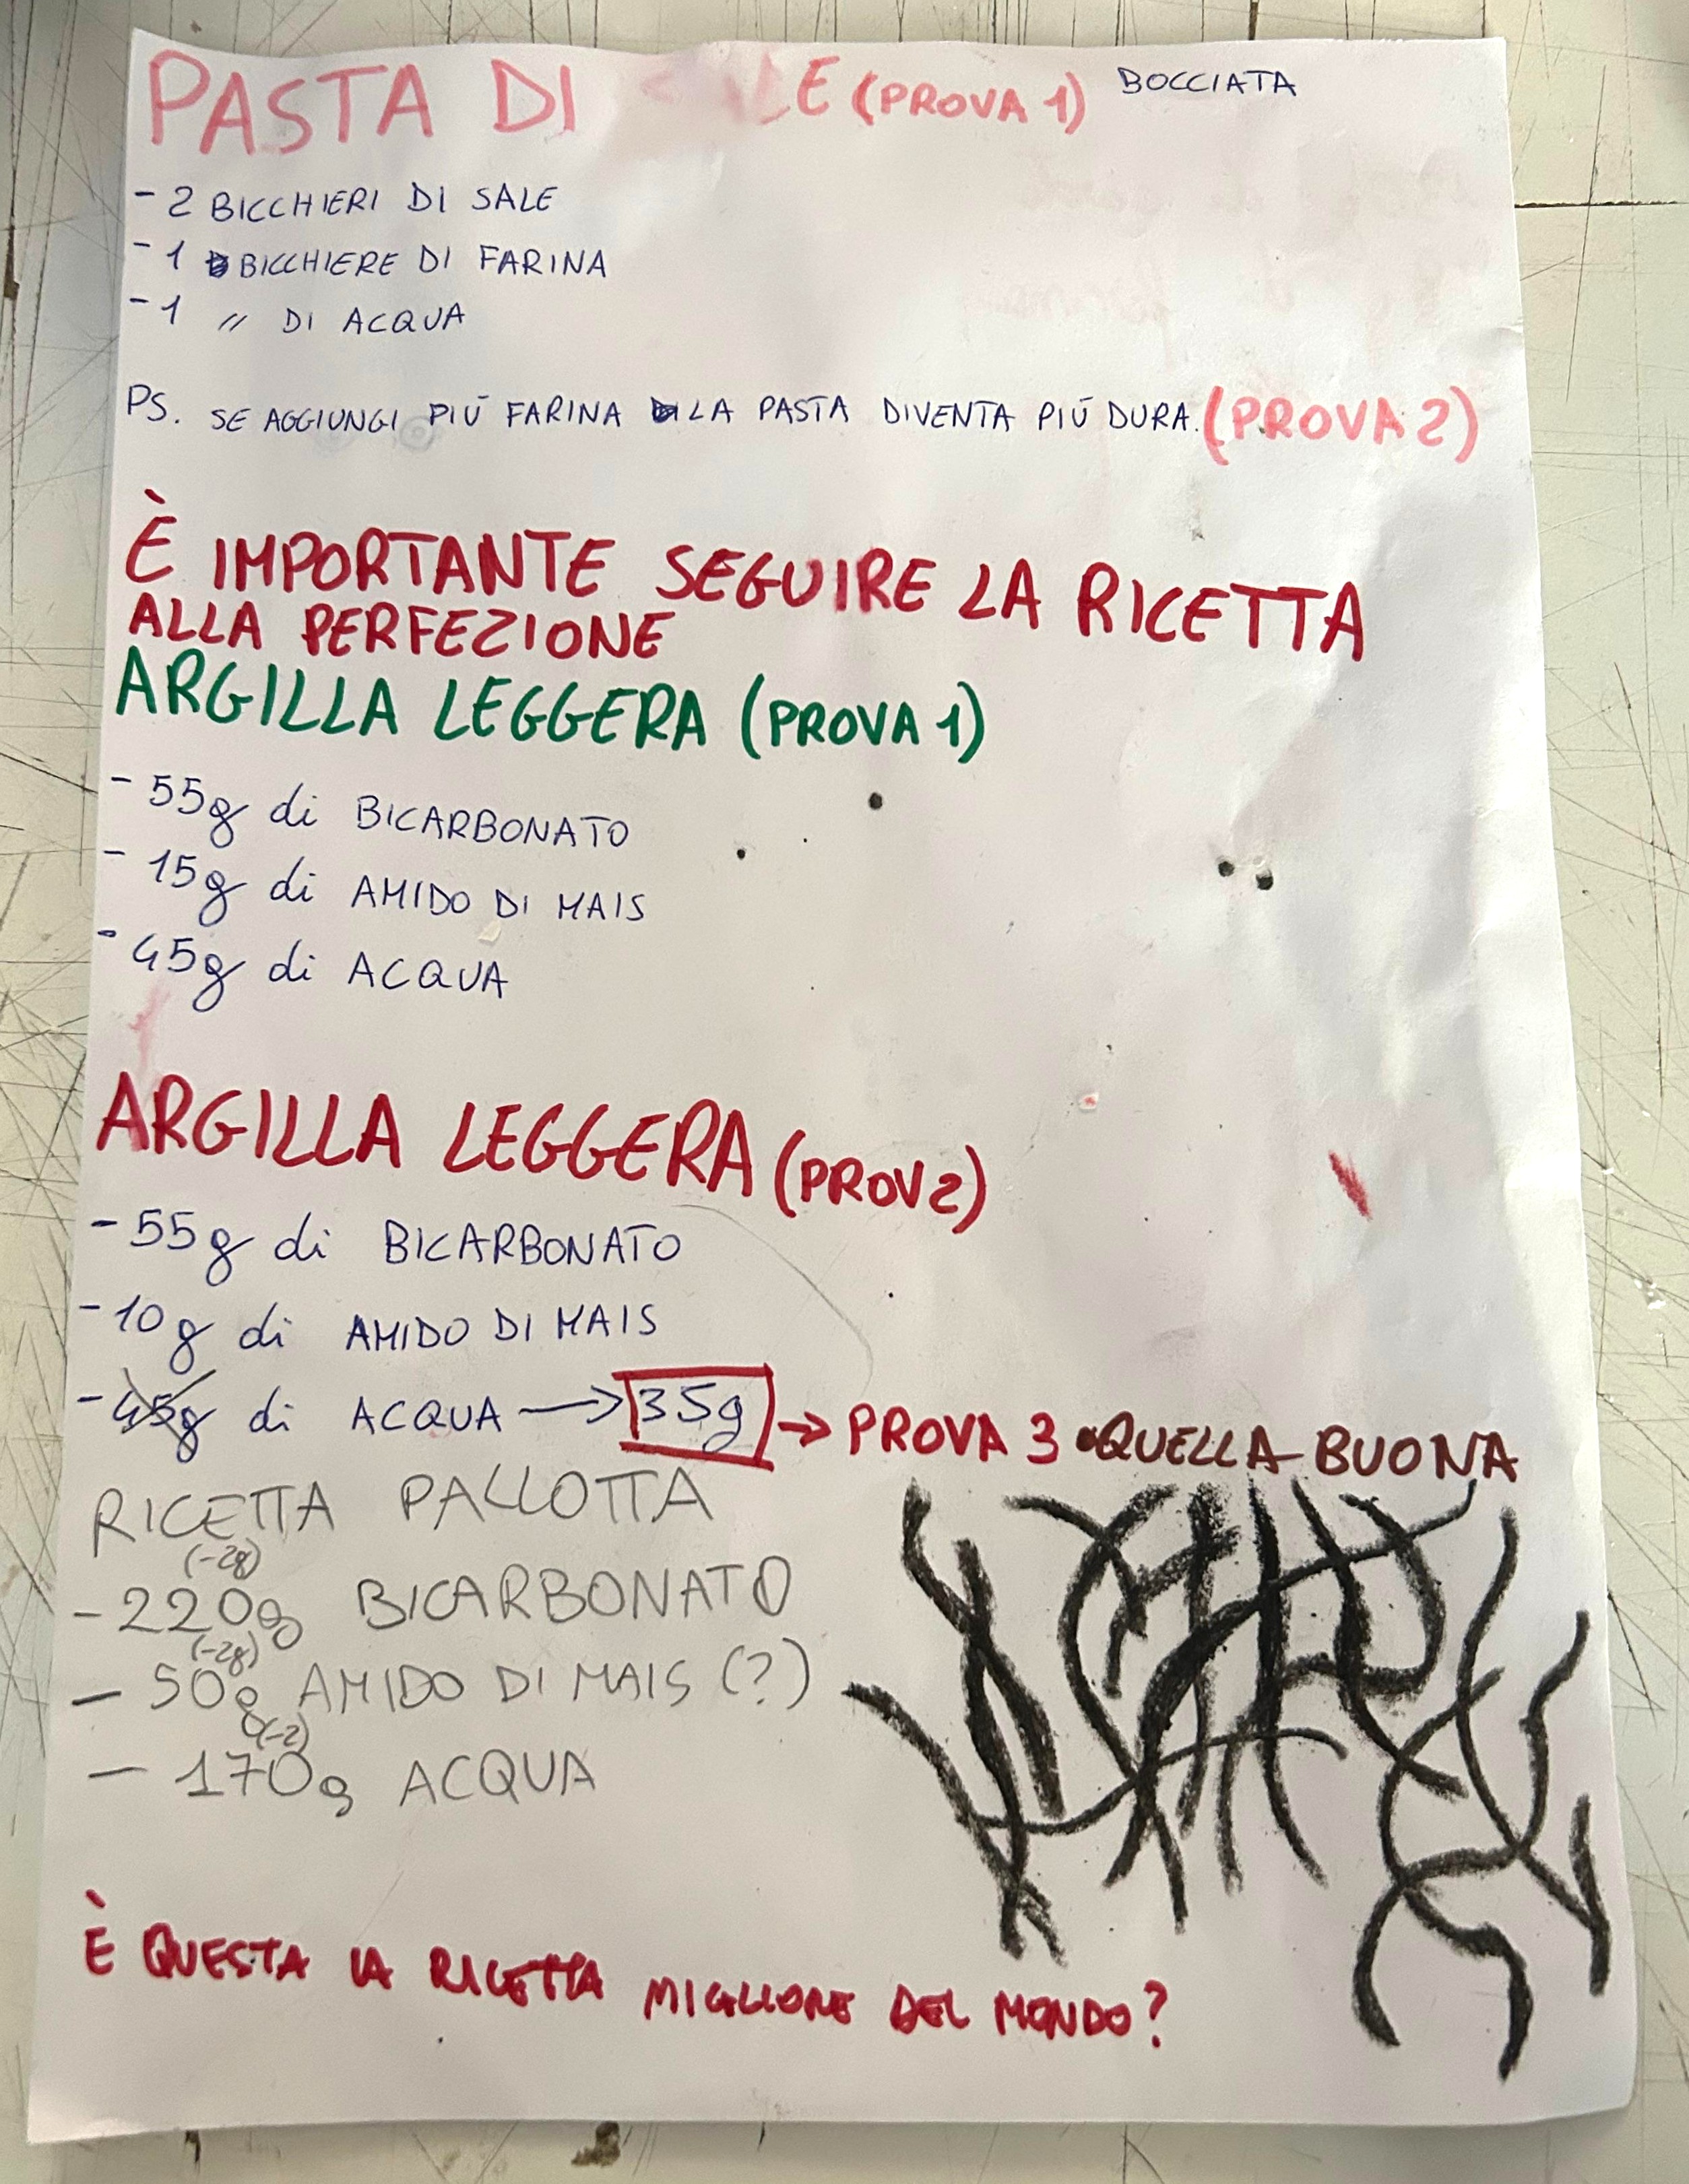 PASTA DI SALE (PROVA 1) BOCCIATA
- 2 BICCHIERI DI SALE
- 1 BICCHIERE DI FARINA
- 1 " DI ACQUA
PS. SE AGGIUNGI PIÙ FARINA LA PASTA DIVENTA PIÙ DURA. (PROVA 2)
È IMPORTANTE SEGUIRE LA RICETTA
ALLA PERFEZIONE
ARGILLA LEGGERA (PROVA 1)
- 55g di BICARBONATO
- 15g di AMIDO DI MAIS
- 45g di ACQUA
ARGILLA LEGGERA (PROV2)
- 55g di BICARBONATO
- 10g di AMIDO DI MAIS
- 45g di ACQUA → 35g → PROVA 3 • QUELLA BUONA
RICETTA PALLOTTA
(-2g)
- 220g BICARBONATO
(-2g)
- 50g AMIDO DI MAIS (?)
(-2)
- 170g ACQUA
È QUESTA LA RICETTA MIGLIORE DEL MONDO?